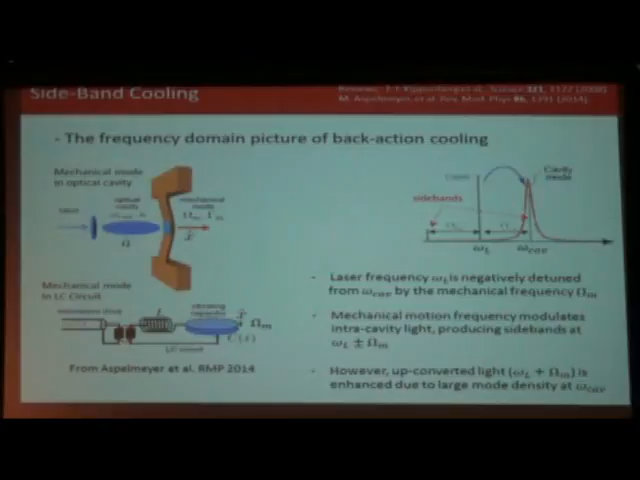 Side-Band Cooling
Reviews: Science 321, 1172 (2008)
M. Aspelmeyer et al. Rev. Mod. Phys 86, 1391 (2014)
- The frequency domain picture of back-action cooling
Mechanical mode
in optical cavity
optical
cavity
mechanical
mode
laser
Ω_m, Γ_m
x
Cavity
mode
sidebands
ω_L
ω_cav
Mechanical mode
in LC Circuit
microwave drive
L
vibrating
capacitor
x
Ω_m
C(x)
LC circuit
From Aspelmeyer et al. RMP 2014
- Laser frequency ω_L is negatively detuned
from ω_cav by the mechanical frequency Ω_m
- Mechanical motion frequency modulates
intra-cavity light, producing sidebands at
ω_L ± Ω_m
- However, up-converted light (ω_L + Ω_m) is
enhanced due to large mode density at ω_cav